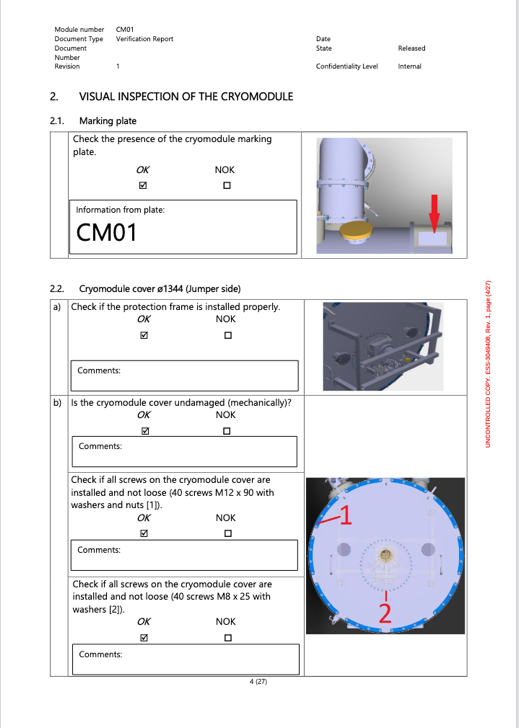 Module number CM01
Document Type Verification Report Date
Document State Released
Number
Revision 1 Confidentiality Level Internal
2. VISUAL INSPECTION OF THE CRYOMODULE
2.1. Marking plate
Check the presence of the cryomodule marking
plate.
OK NOK
☑ ☐
Information from plate:
CM01
2.2. Cryomodule cover ø1344 (Jumper side)
a) Check if the protection frame is installed properly.
OK NOK
☑ ☐
Comments:
b) Is the cryomodule cover undamaged (mechanically)?
OK NOK
☑ ☐
Comments:
Check if all screws on the cryomodule cover are
installed and not loose (40 screws M12 x 90 with
washers and nuts [1]).
OK NOK
☑ ☐
Comments:
Check if all screws on the cryomodule cover are
installed and not loose (40 screws M8 x 25 with
washers [2]).
OK NOK
☑ ☐
Comments:
1
2
4 (27)
UNCONTROLLED COPY, ESS-3049408, Rev. 1, page (4/27)